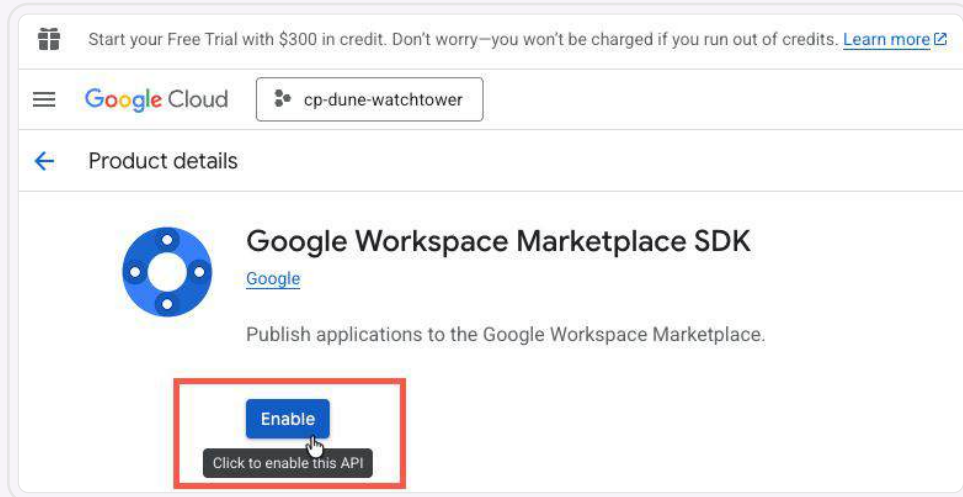 Start your Free Trial with $300 in credit. Don't worry—you won't be charged if you run out of credits. Learn more
Google Cloud
cp-dune-watchtower
Product details
Google Workspace Marketplace SDK
Google
Publish applications to the Google Workspace Marketplace.
Enable
Click to enable this API